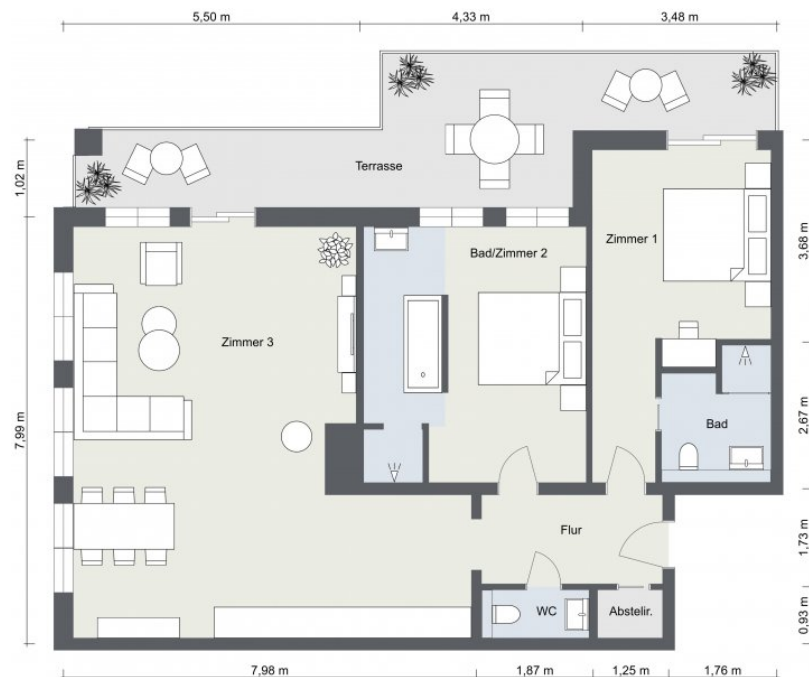 5,50 m
4,33 m
3,48 m
1,02 m
7,99 m
3,68 m
2,67 m
1,73 m
0,93 m
Terrasse
Zimmer 1
Bad/Zimmer 2
Zimmer 3
Bad
Flur
WC
Abstellr.
7,98 m
1,87 m
1,25 m
1,76 m